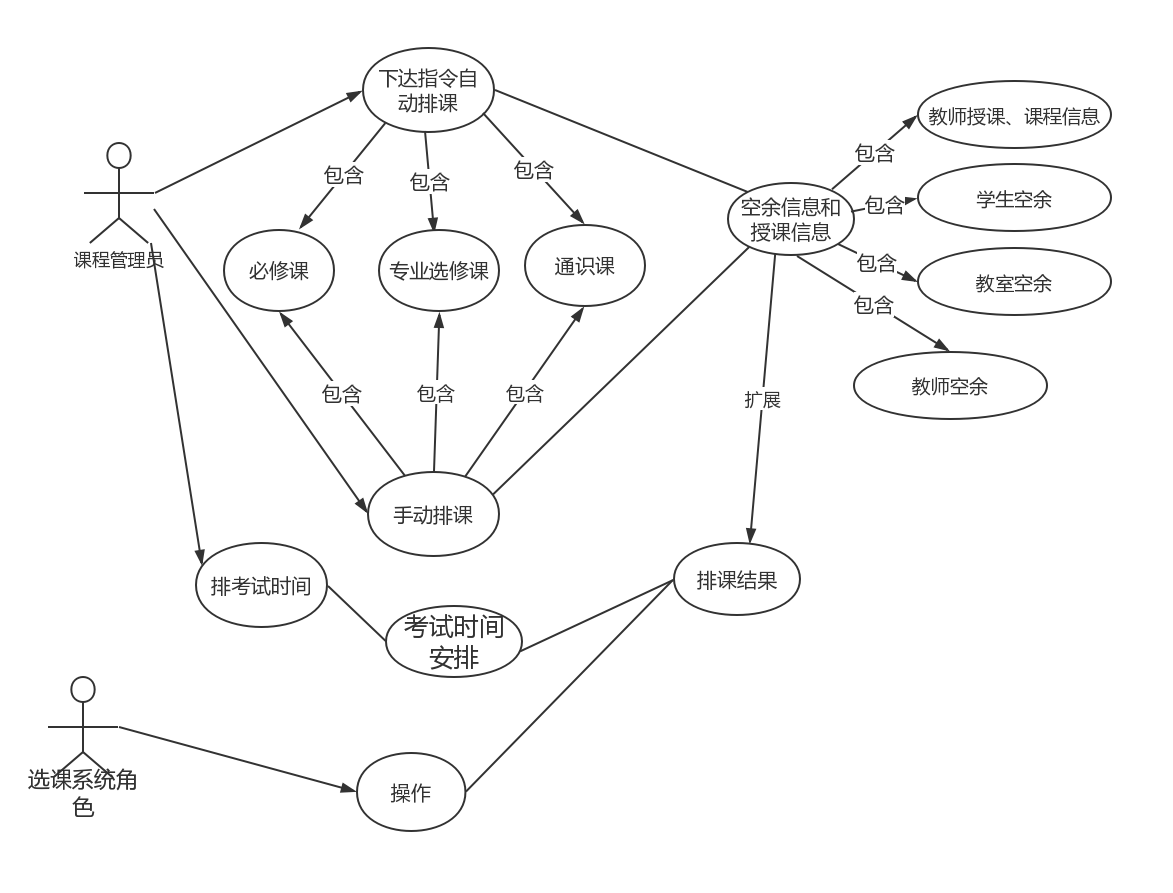 下达指令自
动排课
教师授课、课程信息
包含
包含
包含
包含
包含
学生空余
空余信息和
授课信息
课程管理员
必修课
专业选修课
通识课
包含
教室空余
包含
教师空余
包含
包含
包含
扩展
手动排课
排考试时间
排课结果
考试时间
安排
选课系统角
色
操作